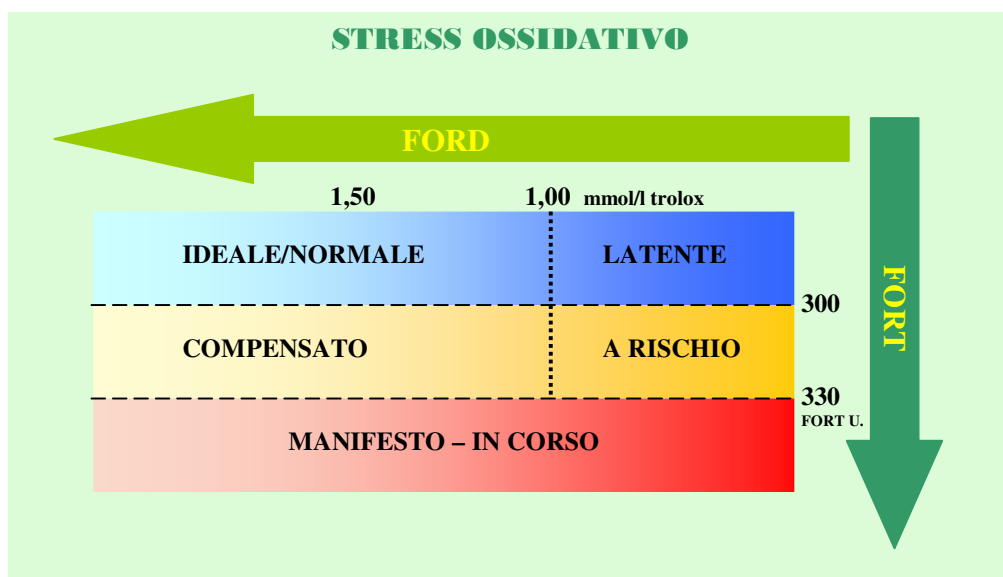 STRESS OSSIDATIVO
FORD
1,50 1,00 mmol/l trolox
IDEALE/NORMALE LATENTE
300
FORT
COMPENSATO A RISCHIO
330
FORT U.
MANIFESTO – IN CORSO